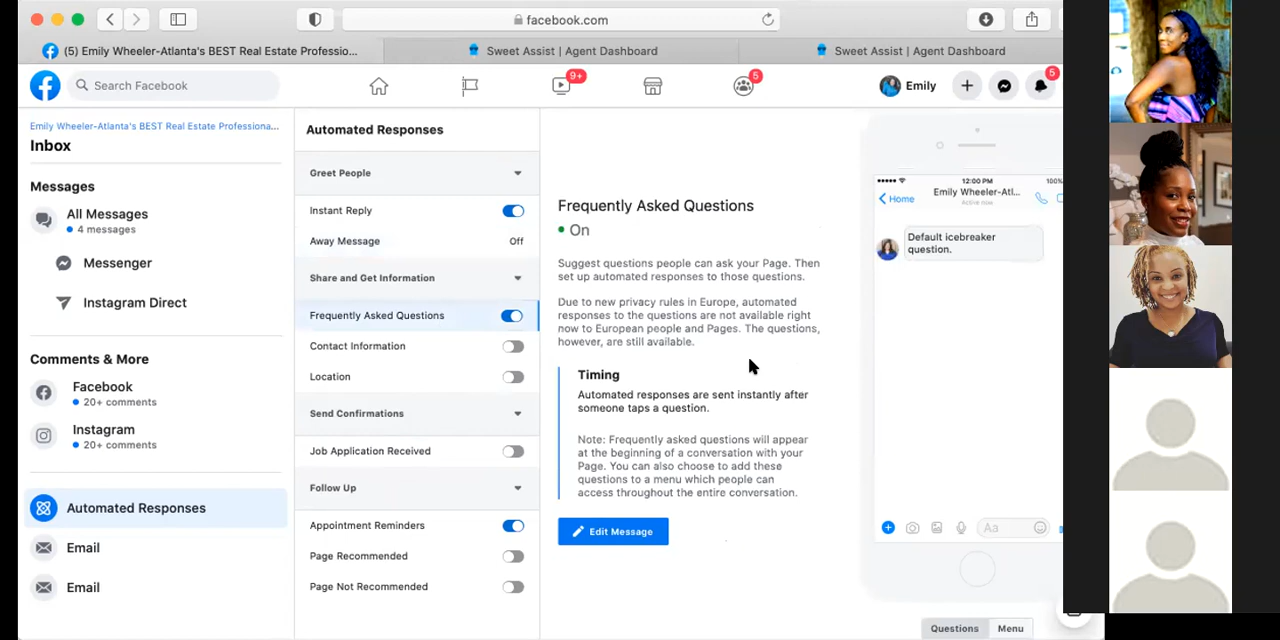 facebook.com
(5) Emily Wheeler-Atlanta's BEST Real Estate Professio...
Sweet Assist | Agent Dashboard
Sweet Assist | Agent Dashboard
Search Facebook
9+
5
Emily
5
Emily Wheeler-Atlanta's BEST Real Estate Professiona...
Inbox
Messages
All Messages
4 messages
Messenger
Instagram Direct
Comments & More
Facebook
20+ comments
Instagram
20+ comments
Automated Responses
Email
Email
Automated Responses
Greet People
Instant Reply
Away Message
Off
Share and Get Information
Frequently Asked Questions
Contact Information
Location
Send Confirmations
Job Application Received
Follow Up
Appointment Reminders
Page Recommended
Page Not Recommended
Frequently Asked Questions
On
Suggest questions people can ask your Page. Then
set up automated responses to those questions.
Due to new privacy rules in Europe, automated
responses to the questions are not available right
now to European people and Pages. The questions,
however, are still available.
Timing
Automated responses are sent instantly after
someone taps a question.
Note: Frequently asked questions will appear
at the beginning of a conversation with your
Page. You can also choose to add these
questions to a menu which people can
access throughout the entire conversation.
Edit Message
12:00 PM
100%
Home
Emily Wheeler-Atl...
Active now
Default icebreaker
question.
Aa
Questions
Menu